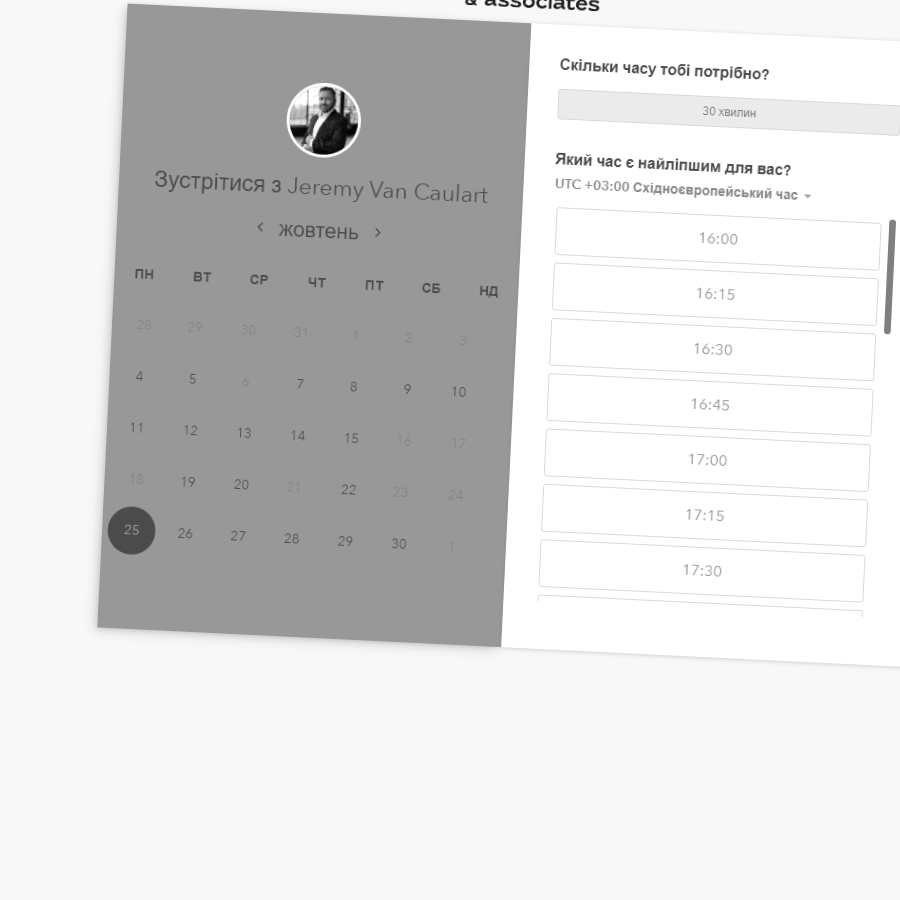 & associates
Зустрітися з Jeremy Van Caulart
жовтень
ПН ВТ СР ЧТ ПТ СБ НД
28 29 30 31 1 2 3
4 5 6 7 8 9 10
11 12 13 14 15 16 17
18 19 20 21 22 23 24
25 26 27 28 29 30 1
Скільки часу тобі потрібно?
30 хвилин
Який час є найліпшим для вас?
UTC +03:00 Східноєвропейський час
16:00
16:15
16:30
16:45
17:00
17:15
17:30